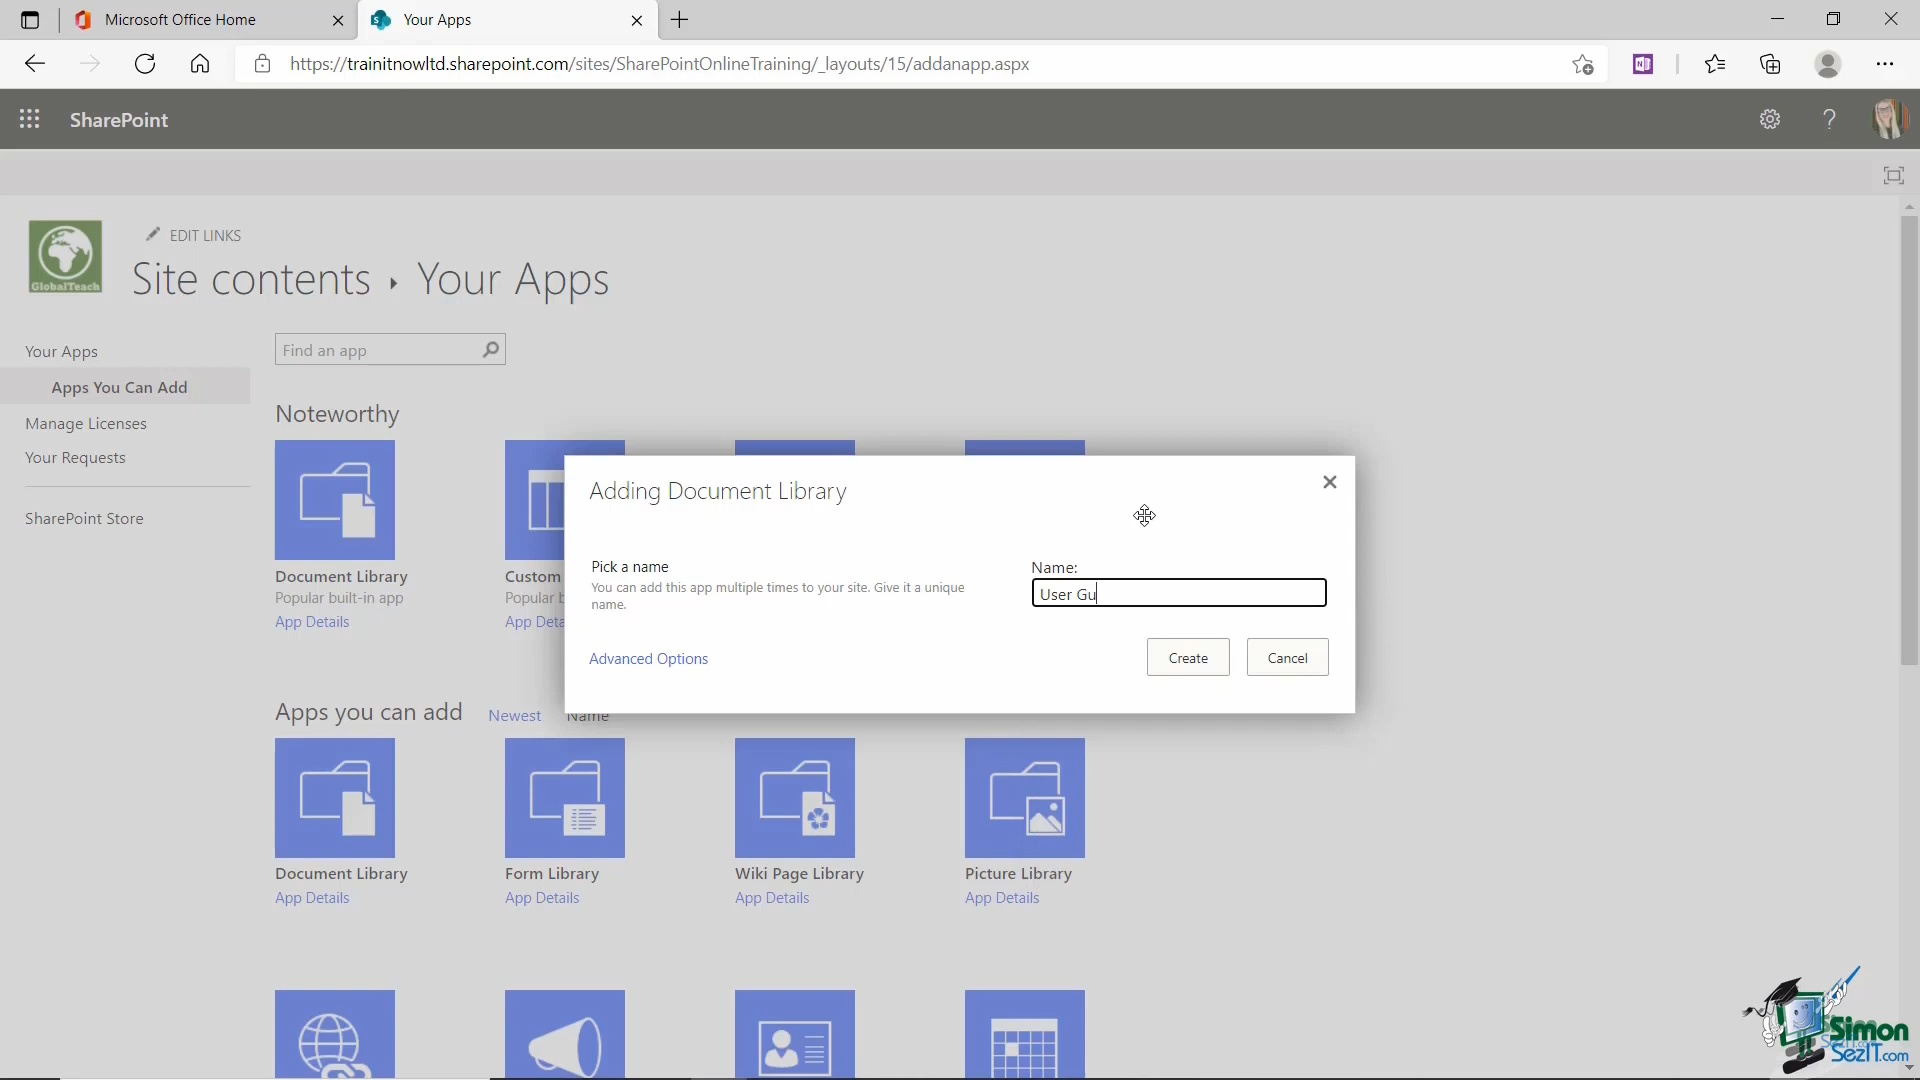 Microsoft Office Home
Your Apps
https://trainitnowltd.sharepoint.com/sites/SharePointOnlineTraining/_layouts/15/addanapp.aspx
SharePoint
EDIT LINKS
GlobalTeach
Site contents Your Apps
Your Apps
Find an app
Apps You Can Add
Manage Licenses
Your Requests
SharePoint Store
Noteworthy
Document Library
Popular built-in app
App Details
Custom
Popular b
App Deta
Adding Document Library
Pick a name
You can add this app multiple times to your site. Give it a unique
name.
Name:
User Gu
Advanced Options
Create
Cancel
Apps you can add
Newest
Name
Document Library
App Details
Form Library
App Details
Wiki Page Library
App Details
Picture Library
App Details
Simon
SezIT.com